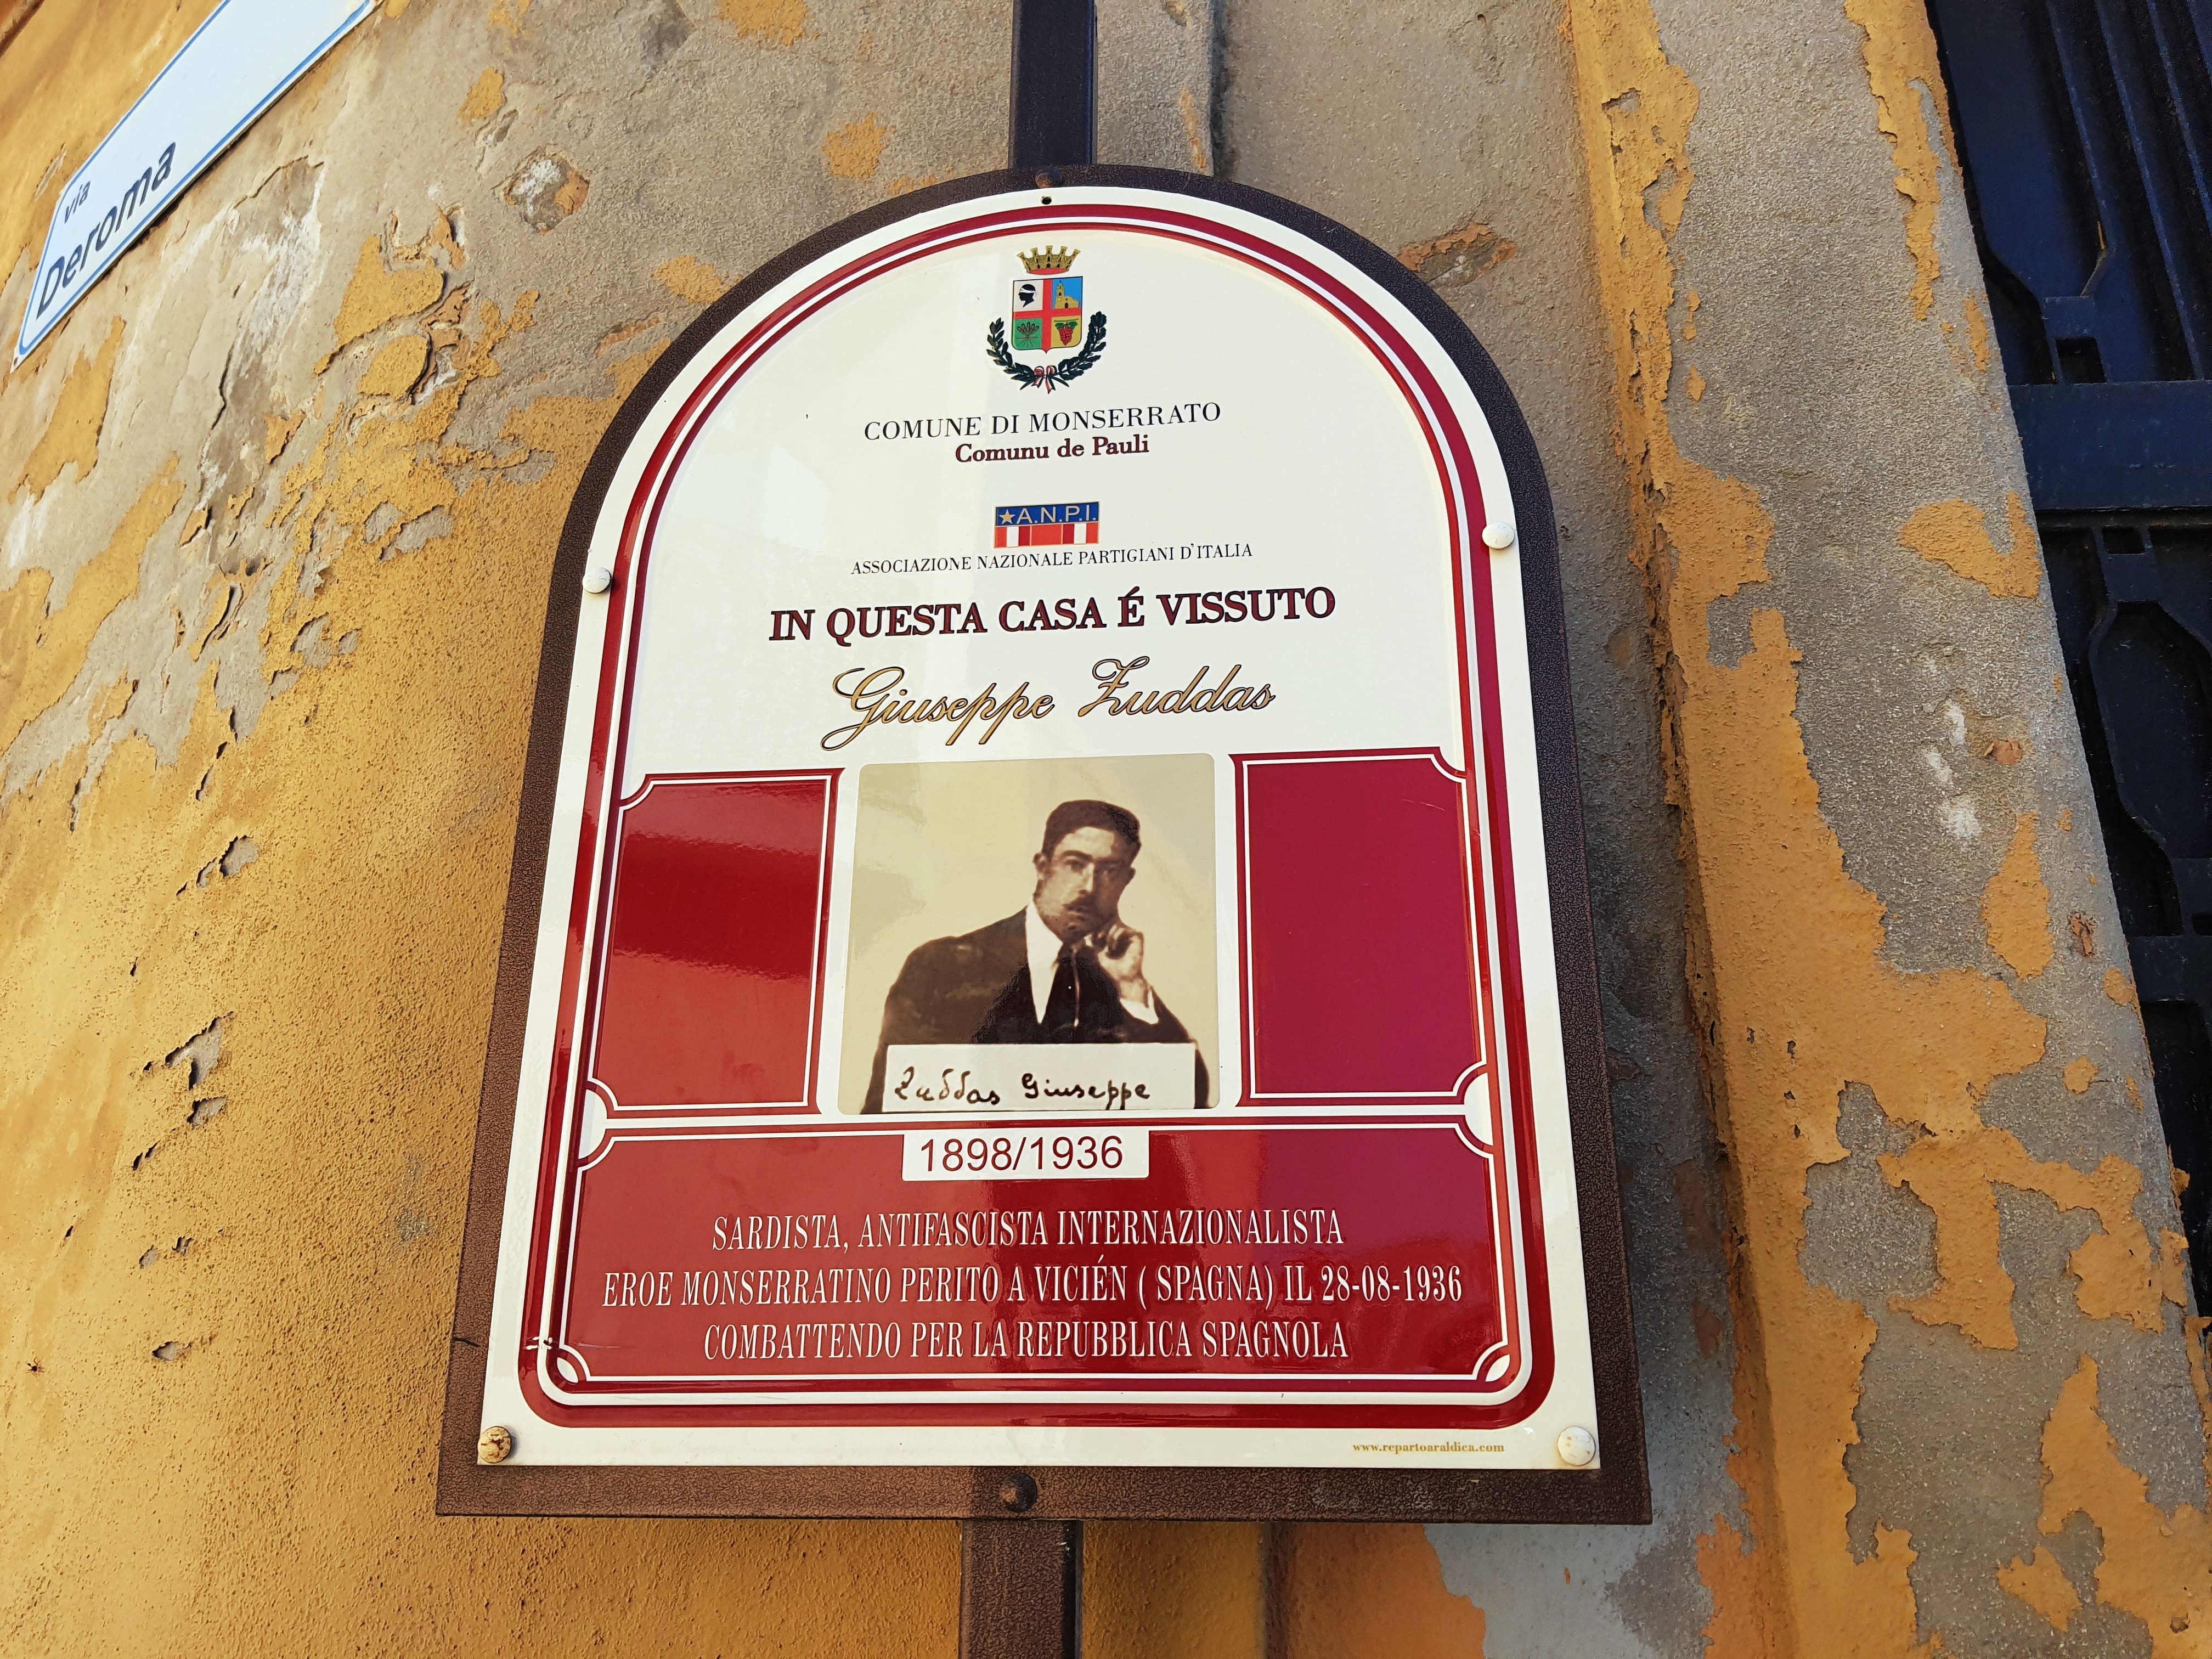 via
Deroma
COMUNE DI MONSERRATO
Comunu de Pauli
A.N.P.I.
ASSOCIAZIONE NAZIONALE PARTIGIANI D'ITALIA
IN QUESTA CASA É VISSUTO
Giuseppe Zuddas
Zuddas Giuseppe
1898/1936
SARDISTA, ANTIFASCISTA INTERNAZIONALISTA
EROE MONSERRATINO PERITO A VICIÉN ( SPAGNA) IL 28-08-1936
COMBATTENDO PER LA REPUBBLICA SPAGNOLA
www.repartoaraldica.com